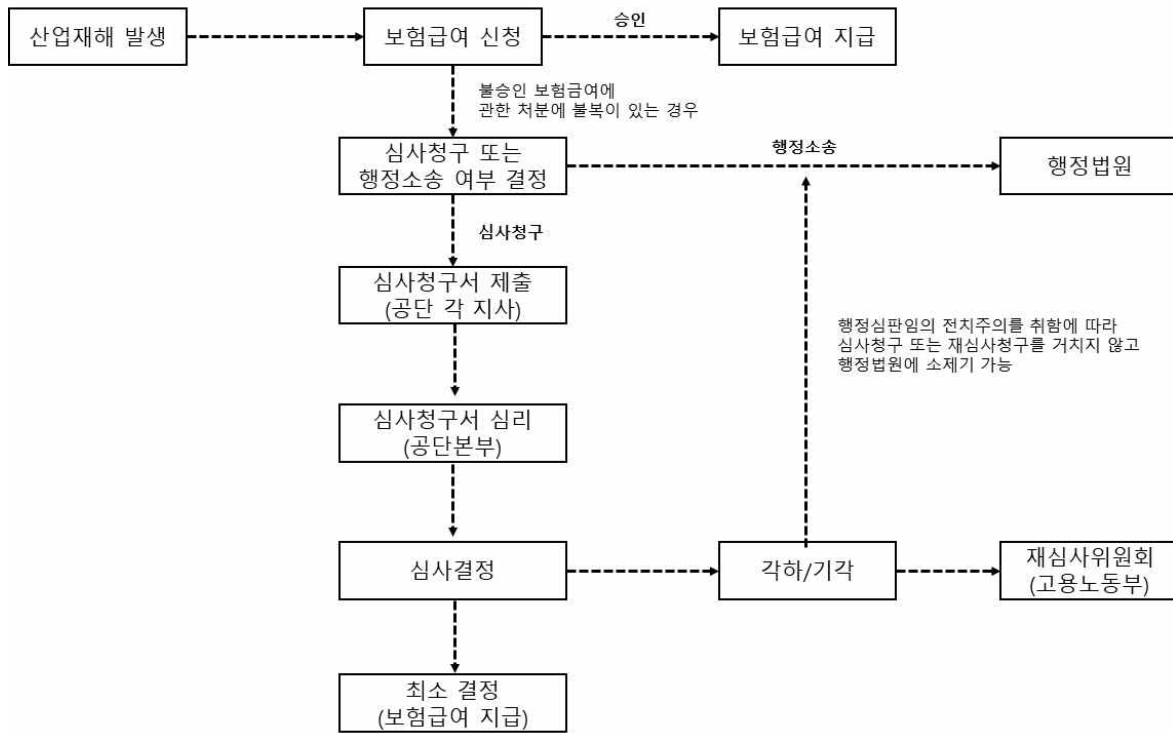 산업재해 발생
보험급여 신청
승인
보험급여 지급
불승인 보험금여에
관한 처분에 불복이 있는 경우
심사청구 또는
행정소송 여부 결정
행정소송
행정법원
심사청구
심사청구서 제출
(공단 각 지사)
행정심판임의 전치주의를 취함에 따라
심사청구 또는 재심사청구를 거치지 않고
행정법원에 소제기 가능
심사청구서 심리
(공단본부)
심사결정
각하/기각
재심사위원회
(고용노동부)
최소 결정
(보험급여 지급)